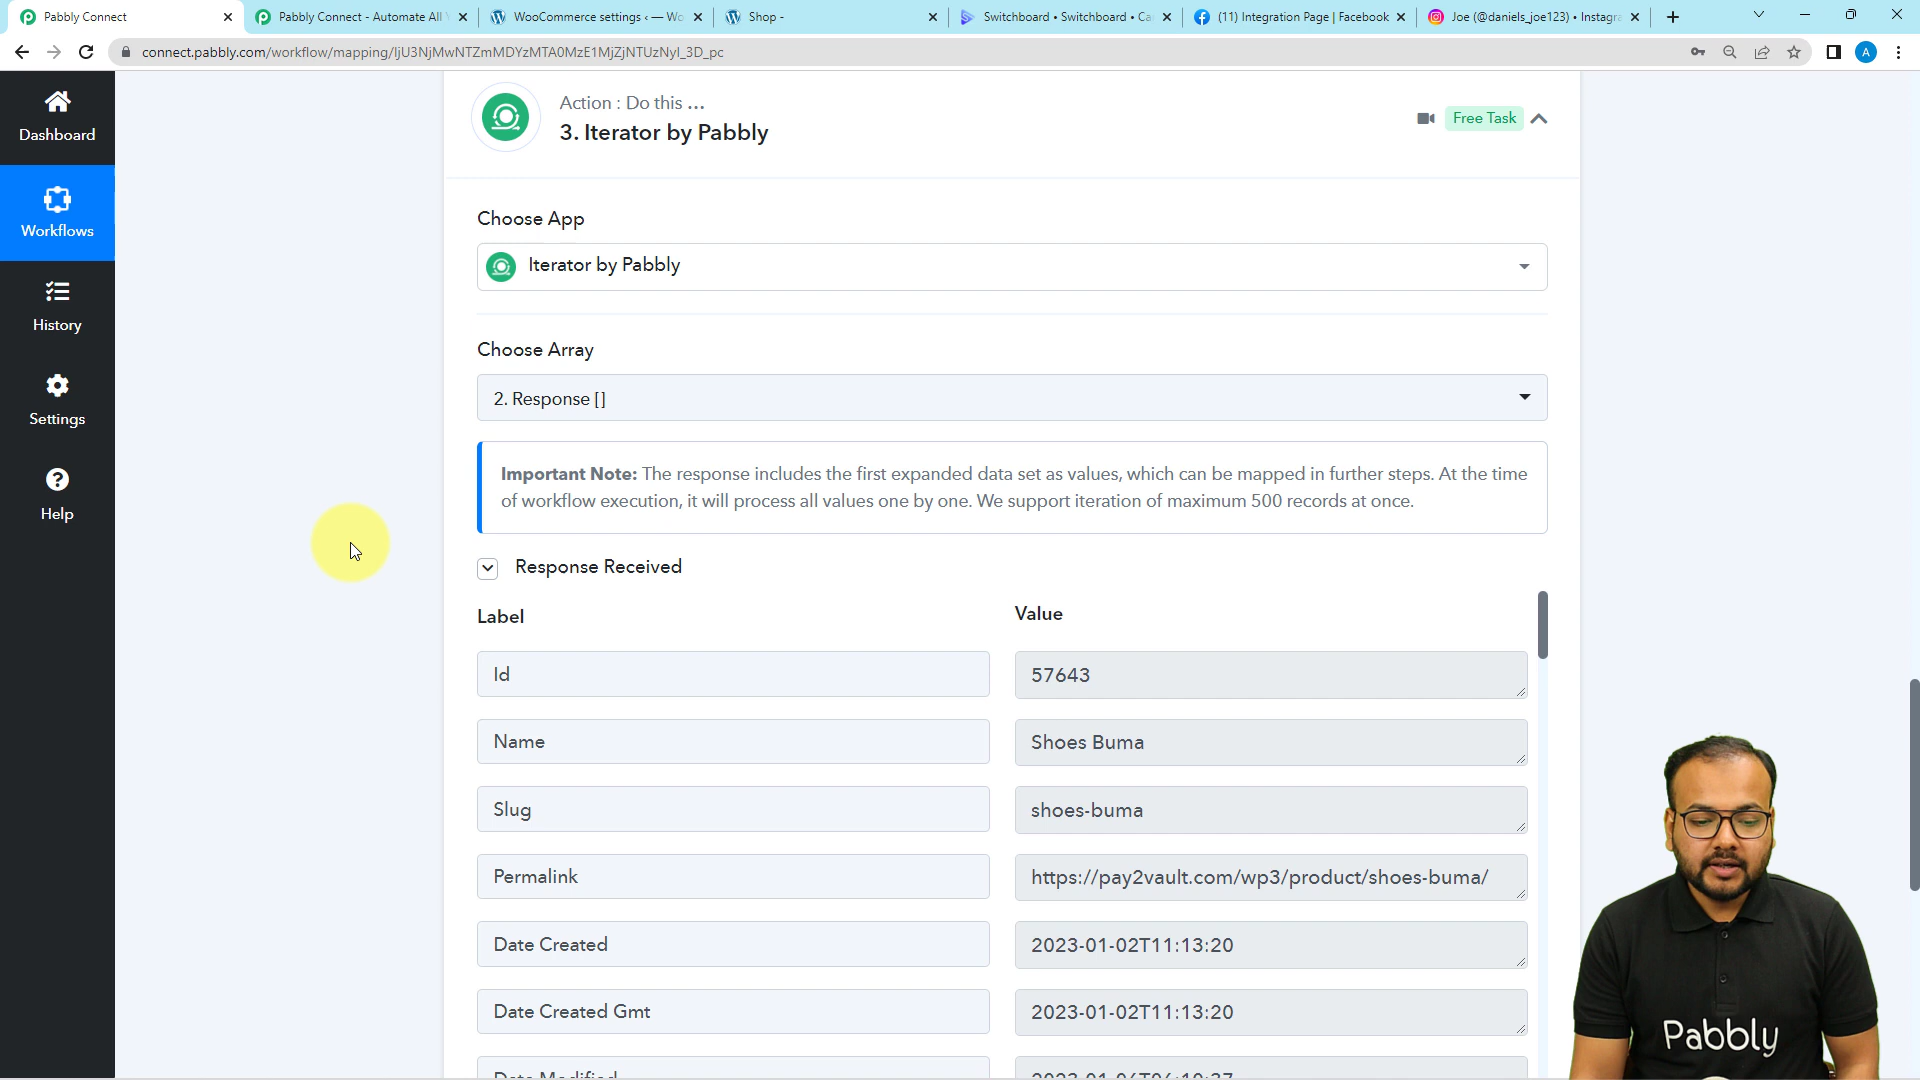 Pabbly Connect
Pabbly Connect - Automate All
WooCommerce settings ‹ — Wo
Shop -
Switchboard • Switchboard • Ca
(11) Integration Page | Facebook
Joe (@daniels_joe123) • Instagra
A
Dashboard
Workflows
History
Settings
Help
Action : Do this ...
3. Iterator by Pabbly
Free Task
Choose App
Iterator by Pabbly
Choose Array
2. Response []
Important Note: The response includes the first expanded data set as values, which can be mapped in further steps. At the time
of workflow execution, it will process all values one by one. We support iteration of maximum 500 records at once.
Response Received
Label
Value
Id
57643
Name
Shoes Buma
Slug
shoes-buma
Permalink
https://pay2vault.com/wp3/product/shoes-buma/
Date Created
2023-01-02T11:13:20
Date Created Gmt
2023-01-02T11:13:20
Date Modified
Pabbly